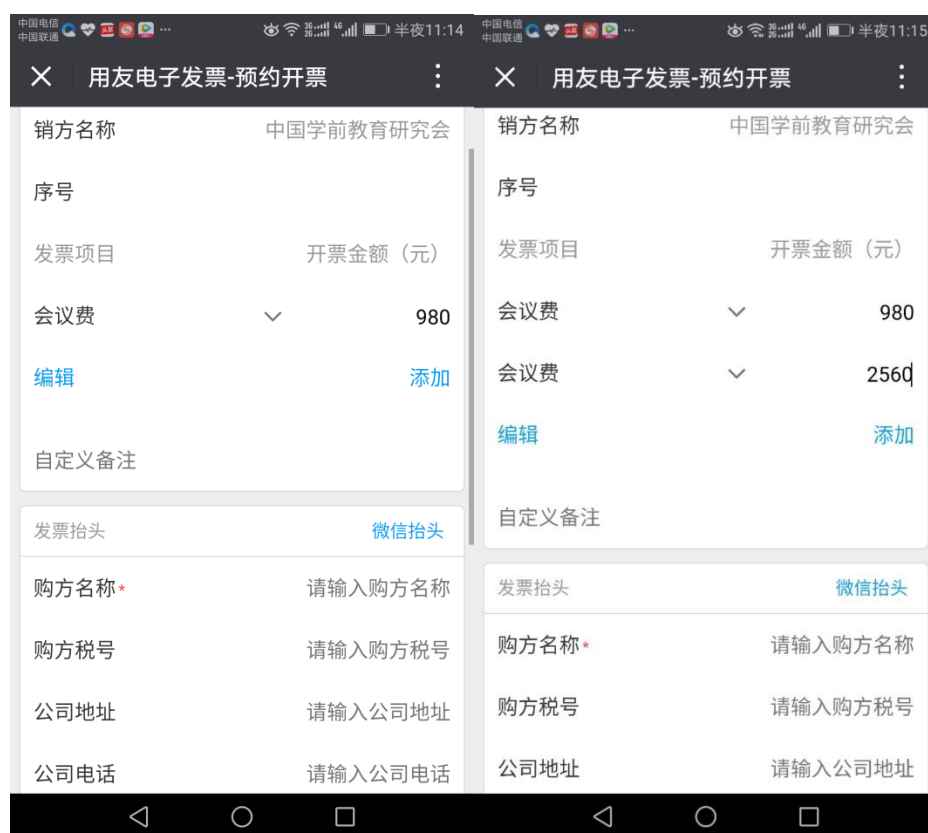 中国电信
中国联通
半夜11:14
用友电子发票-预约开票
销方名称 中国学前教育研究会
序号
发票项目 开票金额（元）
会议费 980
编辑 添加
自定义备注
发票抬头 微信抬头
购方名称* 请输入购方名称
购方税号 请输入购方税号
公司地址 请输入公司地址
公司电话 请输入公司电话
中国电信
中国联通
半夜11:15
用友电子发票-预约开票
销方名称 中国学前教育研究会
序号
发票项目 开票金额（元）
会议费 980
会议费 2560
编辑 添加
自定义备注
发票抬头 微信抬头
购方名称* 请输入购方名称
购方税号 请输入购方税号
公司地址 请输入公司地址